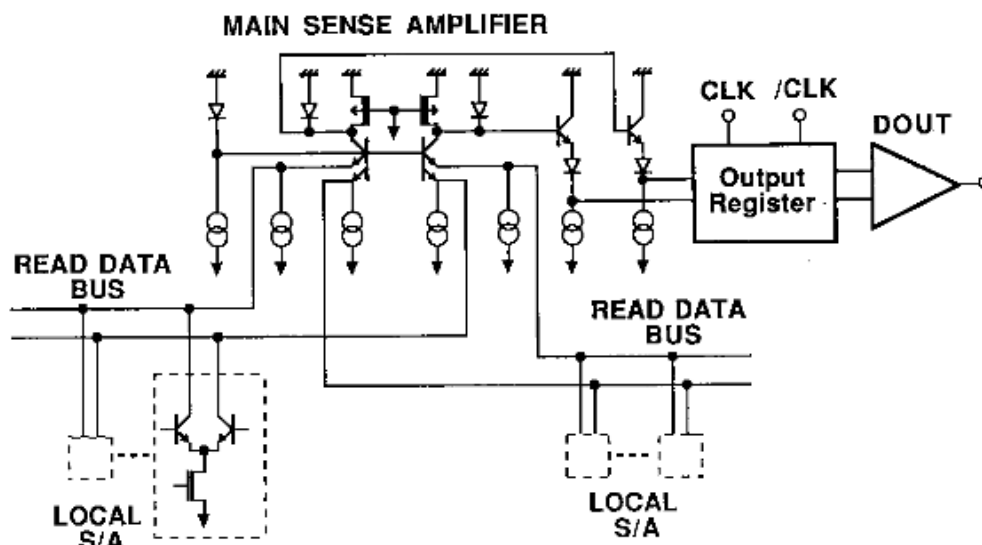 MAIN SENSE AMPLIFIER
CLK /CLK
DOUT
Output
Register
READ DATA
BUS
READ DATA
BUS
LOCAL
S/A
LOCAL
S/A